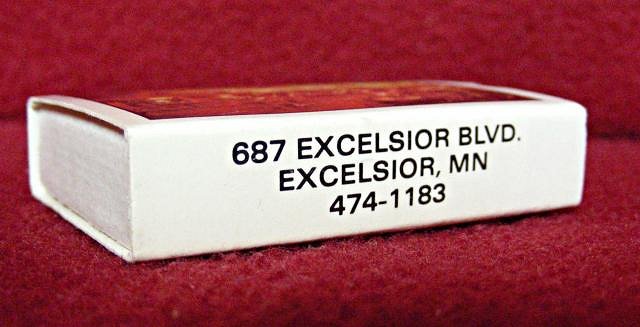 687 EXCELSIOR BLVD.
EXCELSIOR, MN
474-1183